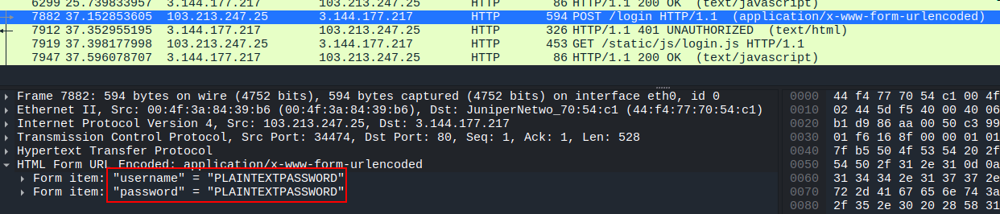 6299 25.739833957 3.144.177.217 103.213.247.25 HTTP 86 HTTP/1.1 200 OK (text/javascript)
7882 37.152853605 103.213.247.25 3.144.177.217 HTTP 594 POST /login HTTP/1.1 (application/x-www-form-urlencoded)
7912 37.352955195 3.144.177.217 103.213.247.25 HTTP 326 HTTP/1.1 401 UNAUTHORIZED (text/html)
7919 37.398177998 103.213.247.25 3.144.177.217 HTTP 453 GET /static/js/login.js HTTP/1.1
7947 37.596078707 3.144.177.217 103.213.247.25 HTTP 86 HTTP/1.1 200 OK (text/javascript)
Frame 7882: 594 bytes on wire (4752 bits), 594 bytes captured (4752 bits) on interface eth0, id 0
Ethernet II, Src: 00:4f:3a:84:39:b6 (00:4f:3a:84:39:b6), Dst: JuniperNetwo_70:54:c1 (44:f4:77:70:54:c1)
Internet Protocol Version 4, Src: 103.213.247.25, Dst: 3.144.177.217
Transmission Control Protocol, Src Port: 34474, Dst Port: 80, Seq: 1, Ack: 1, Len: 528
Hypertext Transfer Protocol
HTML Form URL Encoded: application/x-www-form-urlencoded
Form item: "username" = "PLAINTEXTPASSWORD"
Form item: "password" = "PLAINTEXTPASSWORD"
0000 44 f4 77 70 54 c1 00 4f
0010 02 44 5d f5 40 00 40 06
0020 b1 d9 86 aa 00 50 c3 99
0030 01 f6 16 8f 00 00 01 01
0040 7f b5 50 4f 53 54 20 2f
0050 54 50 2f 31 2e 31 0d 0a
0060 31 34 34 2e 31 37 37 2e
0070 72 2d 41 67 65 6e 74 3a
0080 2f 35 2e 30 20 28 58 31